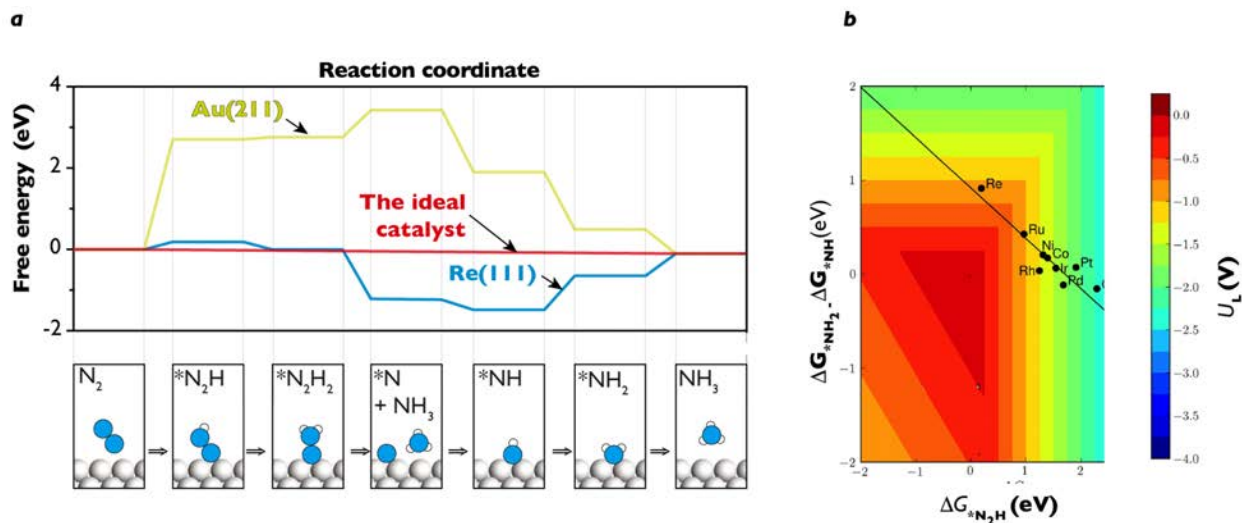 a
Reaction coordinate
Free energy (eV)
4
2
0
-2
Au(211)
The ideal
catalyst
Re(111)
N₂
*N₂H
*N₂H₂
*N
+ NH₃
*NH
*NH₂
NH₃
⇒ ⇒ ⇒ ⇒ ⇒ ⇒
b
ΔG*NH₂ - ΔG*NH (eV)
2
1
0
−1
−2
−2 −1 0 1 2
Re
Ru
Ni
Co
Rh
Ir
Pt
Pd
ΔG*N₂H (eV)
0.0
−0.5
−1.0
−1.5
−2.0
−2.5
−3.0
−3.5
−4.0
U_L (V)